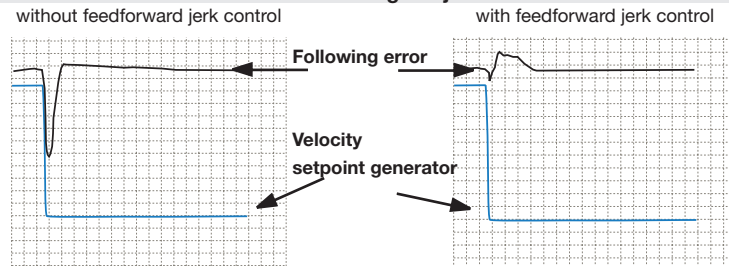 without feedforward jerk control
with feedforward jerk control
Following error
Velocity
setpoint generator